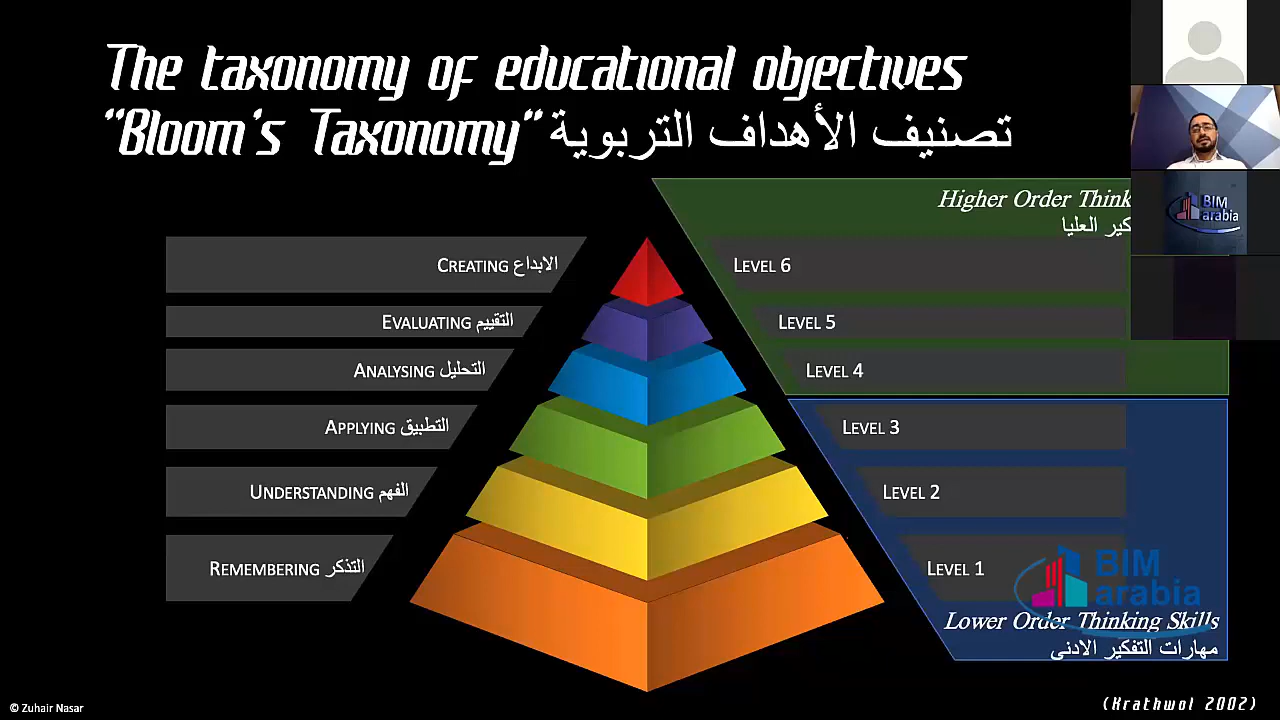 The taxonomy of educational objectives
“Bloom’s Taxonomy” تصنيف الأهداف التربوية
Higher Order Think
كير العليا
BIM
arabia
CREATING الابداع
LEVEL 6
EVALUATING التقييم
LEVEL 5
ANALYSING التحليل
LEVEL 4
APPLYING التطبيق
LEVEL 3
UNDERSTANDING الفهم
LEVEL 2
REMEMBERING التذكر
LEVEL 1
BIM
arabia
Lower Order Thinking Skills
مهارات التفكير الادنى
(Krathwol 2002)
© Zuhair Nasar